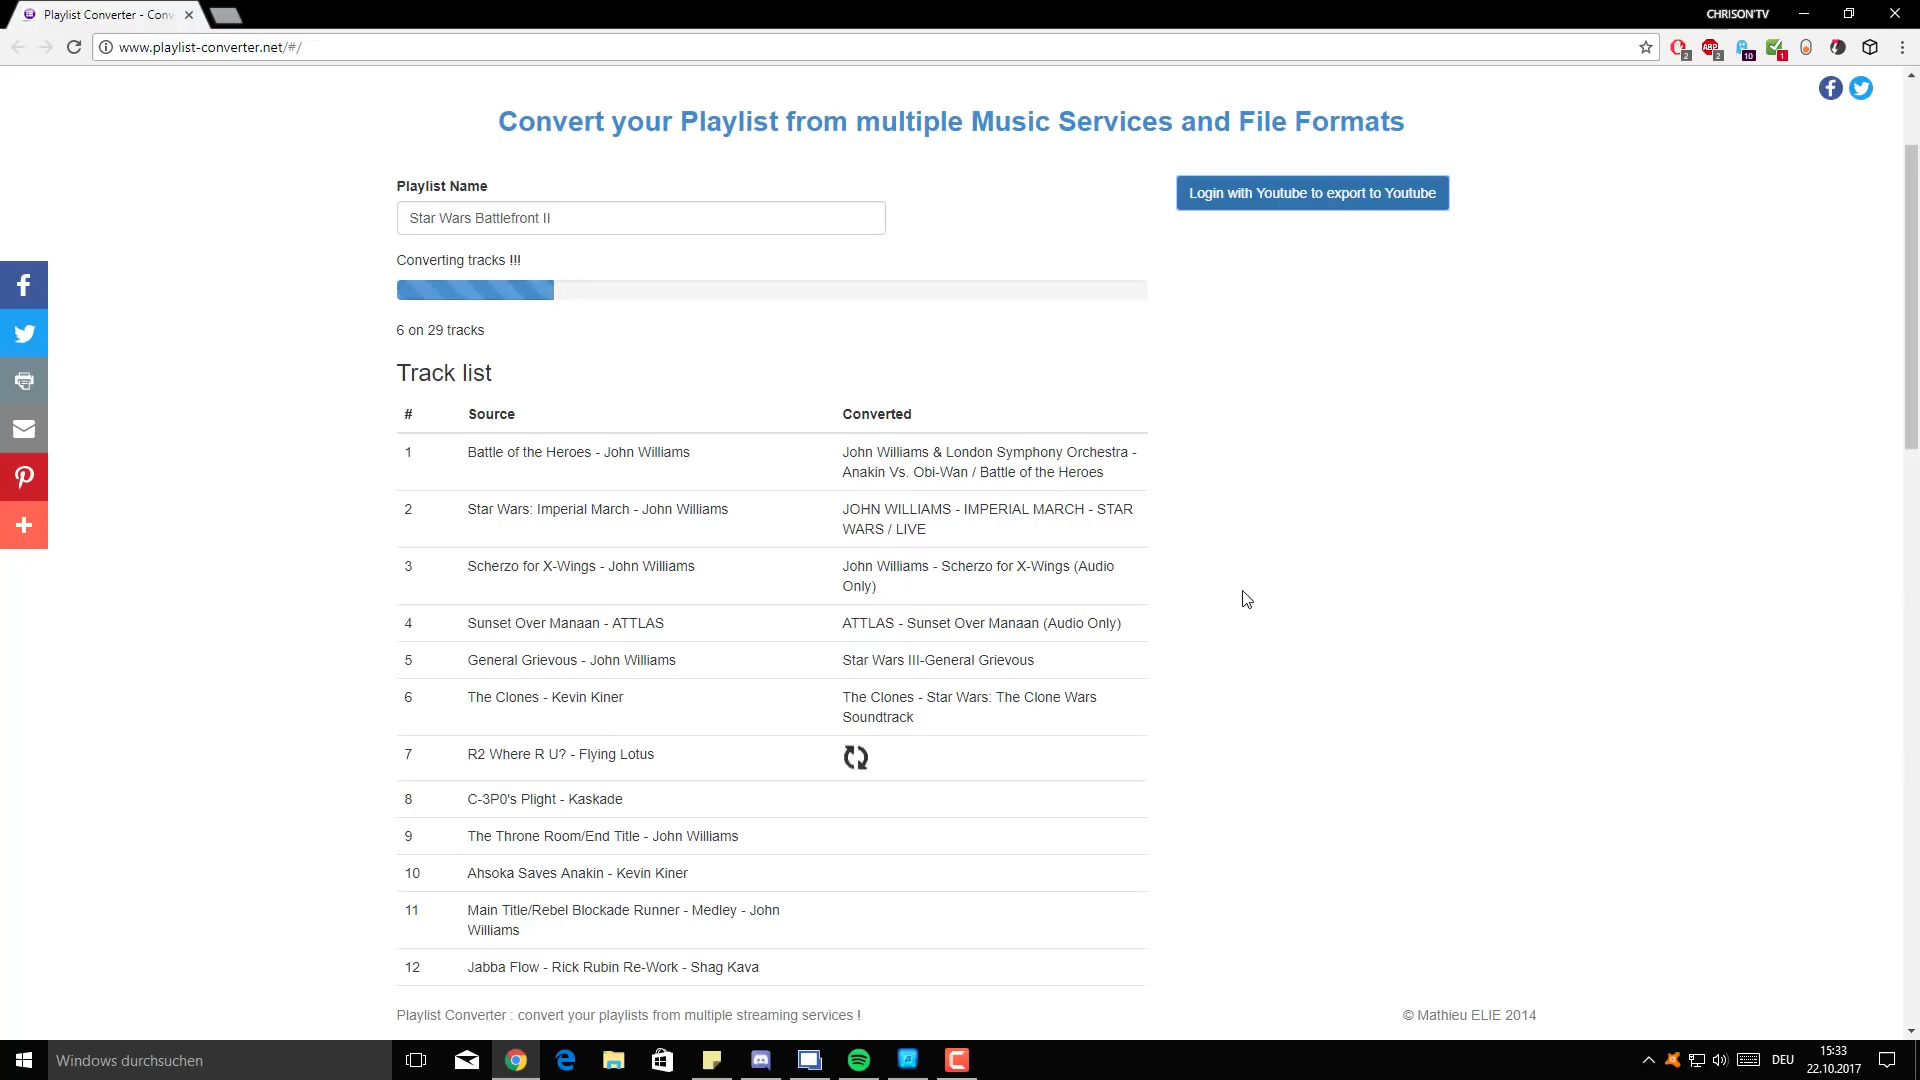 Playlist Converter - Conv
CHRISON'TV
www.playlist-converter.net/#/
2
ABP
2
10
1
Convert your Playlist from multiple Music Services and File Formats
Playlist Name
Login with Youtube to export to Youtube
Star Wars Battlefront II
Converting tracks !!!
6 on 29 tracks
Track list
# Source Converted
1 Battle of the Heroes - John Williams John Williams & London Symphony Orchestra -
Anakin Vs. Obi-Wan / Battle of the Heroes
2 Star Wars: Imperial March - John Williams JOHN WILLIAMS - IMPERIAL MARCH - STAR
WARS / LIVE
3 Scherzo for X-Wings - John Williams John Williams - Scherzo for X-Wings (Audio
Only)
4 Sunset Over Manaan - ATTLAS ATTLAS - Sunset Over Manaan (Audio Only)
5 General Grievous - John Williams Star Wars III-General Grievous
6 The Clones - Kevin Kiner The Clones - Star Wars: The Clone Wars
Soundtrack
7 R2 Where R U? - Flying Lotus
8 C-3P0's Plight - Kaskade
9 The Throne Room/End Title - John Williams
10 Ahsoka Saves Anakin - Kevin Kiner
11 Main Title/Rebel Blockade Runner - Medley - John
Williams
12 Jabba Flow - Rick Rubin Re-Work - Shag Kava
Playlist Converter : convert your playlists from multiple streaming services !
© Mathieu ELIE 2014
Windows durchsuchen
DEU
15:33
22.10.2017